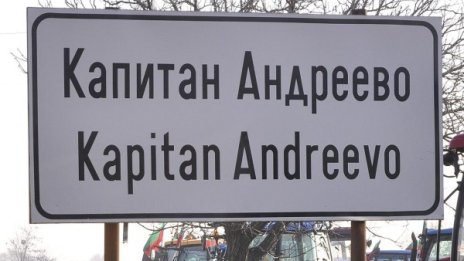 Капитан Андреево
Kapitan Andreevo